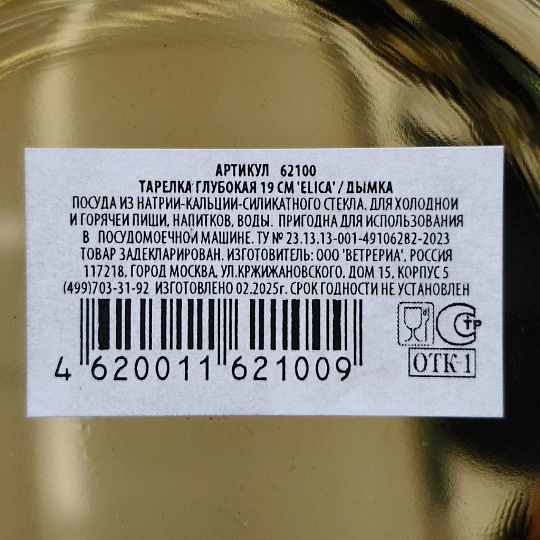 АРТИКУЛ 62100
ТАРЕЛКА ГЛУБОКАЯ 19 СМ 'ELICA' / ДЫМКА
ПОСУДА ИЗ НАТРИИ-КАЛЬЦИИ-СИЛИКАТНОГО СТЕКЛА. ДЛЯ ХОЛОДНОИ
И ГОРЯЧЕИ ПИЩИ, НАПИТКОВ, ВОДЫ. ПРИГОДНА ДЛЯ ИСПОЛЬЗОВАНИЯ
В ПОСУДОМОЕЧНОЙ МАШИНЕ. ТУ № 23.13.13-001-49106282-2023
ТОВАР ЗАДЕКЛАРИРОВАН. ИЗГОТОВИТЕЛЬ: ООО 'ВЕТРЕРИА', РОССИЯ
117218, ГОРОД МОСКВА, УЛ.КРЖИЖАНОВСКОГО, ДОМ 15, КОРПУС 5
(499)703-31-92 ИЗГОТОВЛЕНО 02.2025г. СРОК ГОДНОСТИ НЕ УСТАНОВЛЕН
СТР
ОТК-1
4 620011 621009